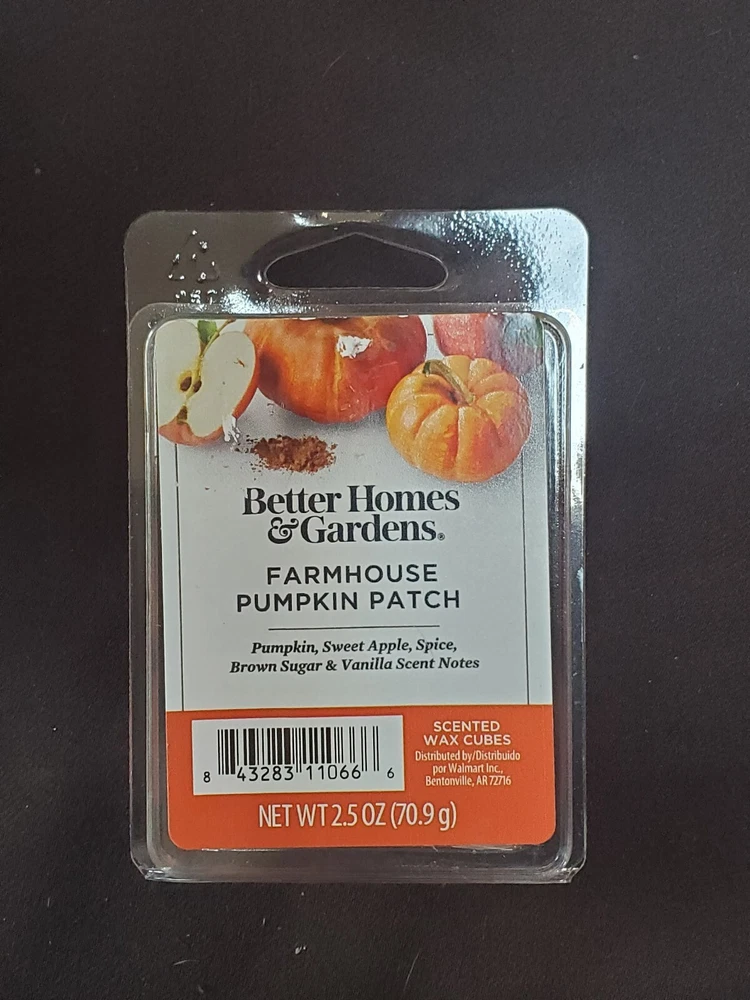 Better Homes
& Gardens®
FARMHOUSE
PUMPKIN PATCH
Pumpkin, Sweet Apple, Spice,
Brown Sugar & Vanilla Scent Notes
8 43283 11066 6
SCENTED
WAX CUBES
Distributed by/Distribuido
por Walmart Inc.,
Bentonville, AR 72716
NET WT 2.5 OZ (70.9 g)